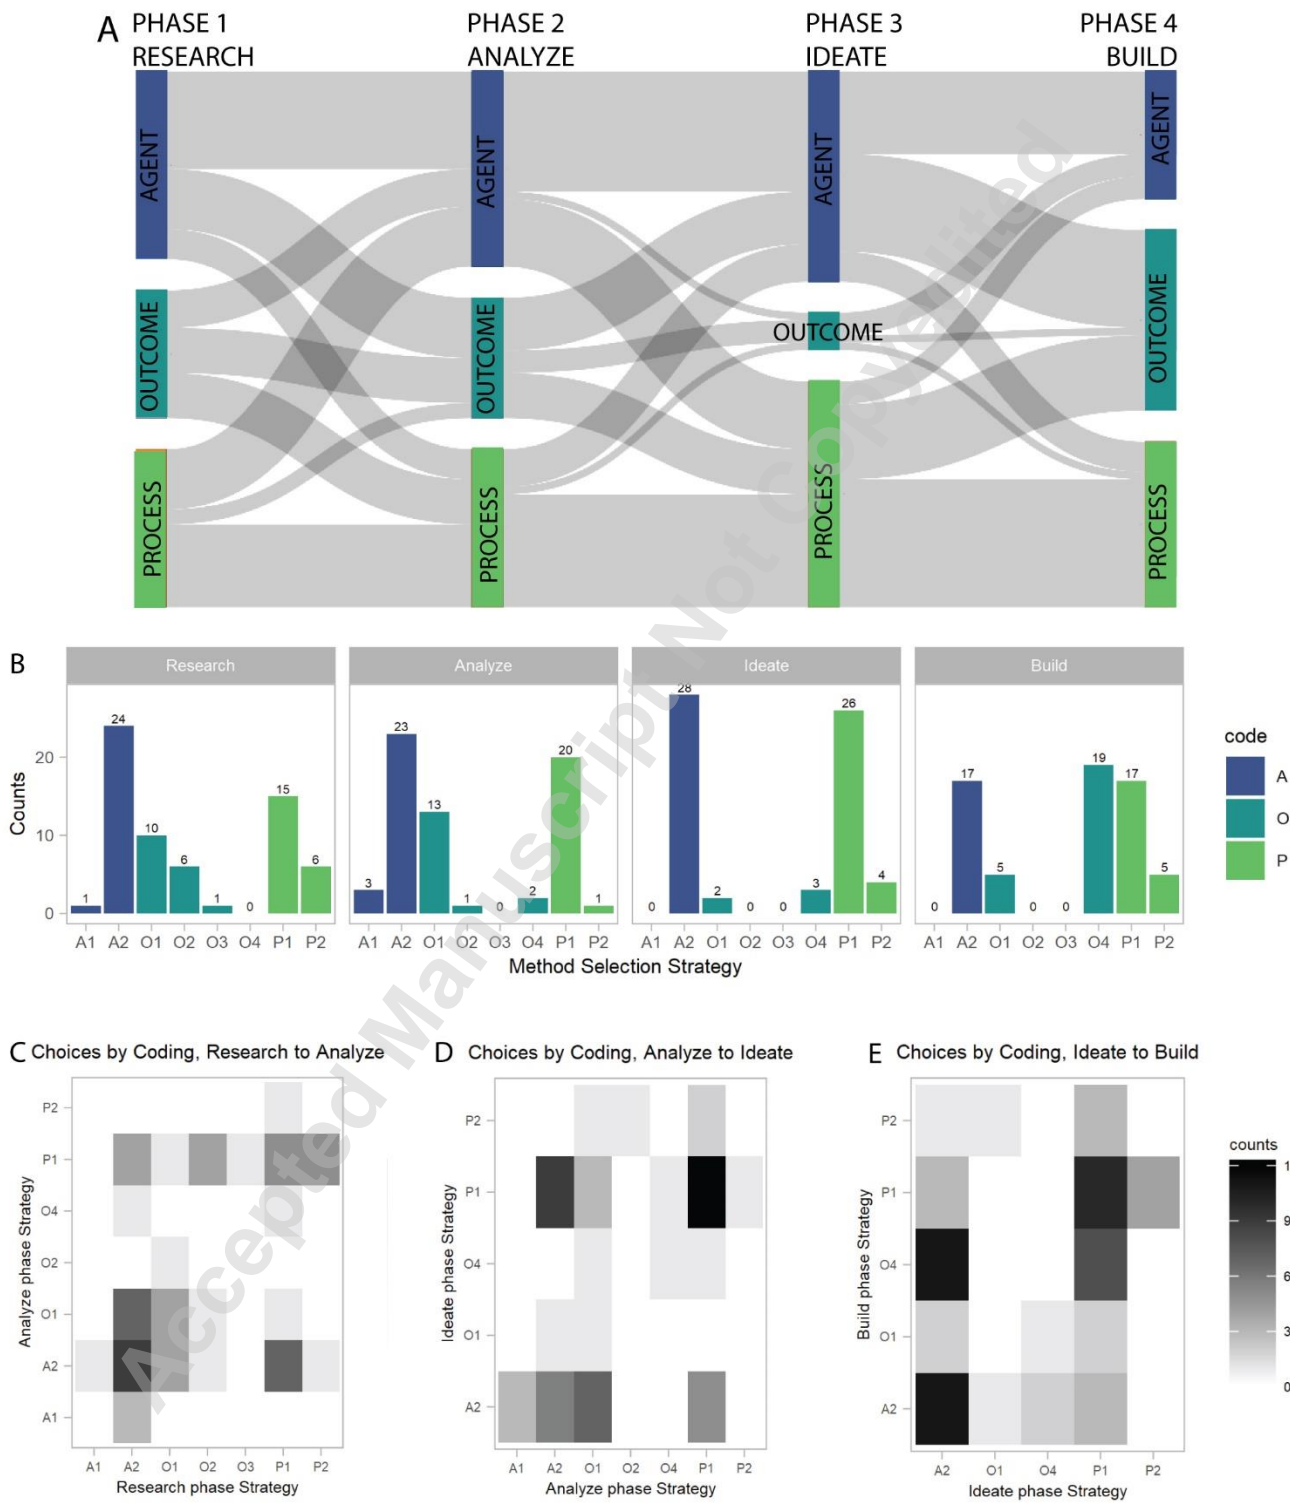 A
PHASE 1 PHASE 2 PHASE 3 PHASE 4
RESEARCH ANALYZE IDEATE BUILD
AGENT AGENT AGENT AGENT
OUTCOME OUTCOME OUTCOME OUTCOME
PROCESS PROCESS PROCESS PROCESS
Accepted Manuscript Not Copyedited
B
Research Analyze Ideate Build
Counts
20
10
0
1 24 10 6 1 0 15 6
3 23 13 1 0 2 20 1
0 28 2 0 0 3 26 4
0 17 5 0 0 19 17 5
A1 A2 O1 O2 O3 O4 P1 P2
A1 A2 O1 O2 O3 O4 P1 P2
A1 A2 O1 O2 O3 O4 P1 P2
A1 A2 O1 O2 O3 O4 P1 P2
Method Selection Strategy
code
A
O
P
C Choices by Coding, Research to Analyze
Analyze phase Strategy
P2
P1
O4
O2
O1
A2
A1
A1 A2 O1 O2 O3 P1 P2
Research phase Strategy
D Choices by Coding, Analyze to Ideate
Ideate phase Strategy
P2
P1
O4
O1
A2
A1 A2 O1 O2 O4 P1 P2
Analyze phase Strategy
E Choices by Coding, Ideate to Build
Build phase Strategy
P2
P1
O4
O1
A2
A2 O1 O4 P1 P2
Ideate phase Strategy
counts
1
9
6
3
0